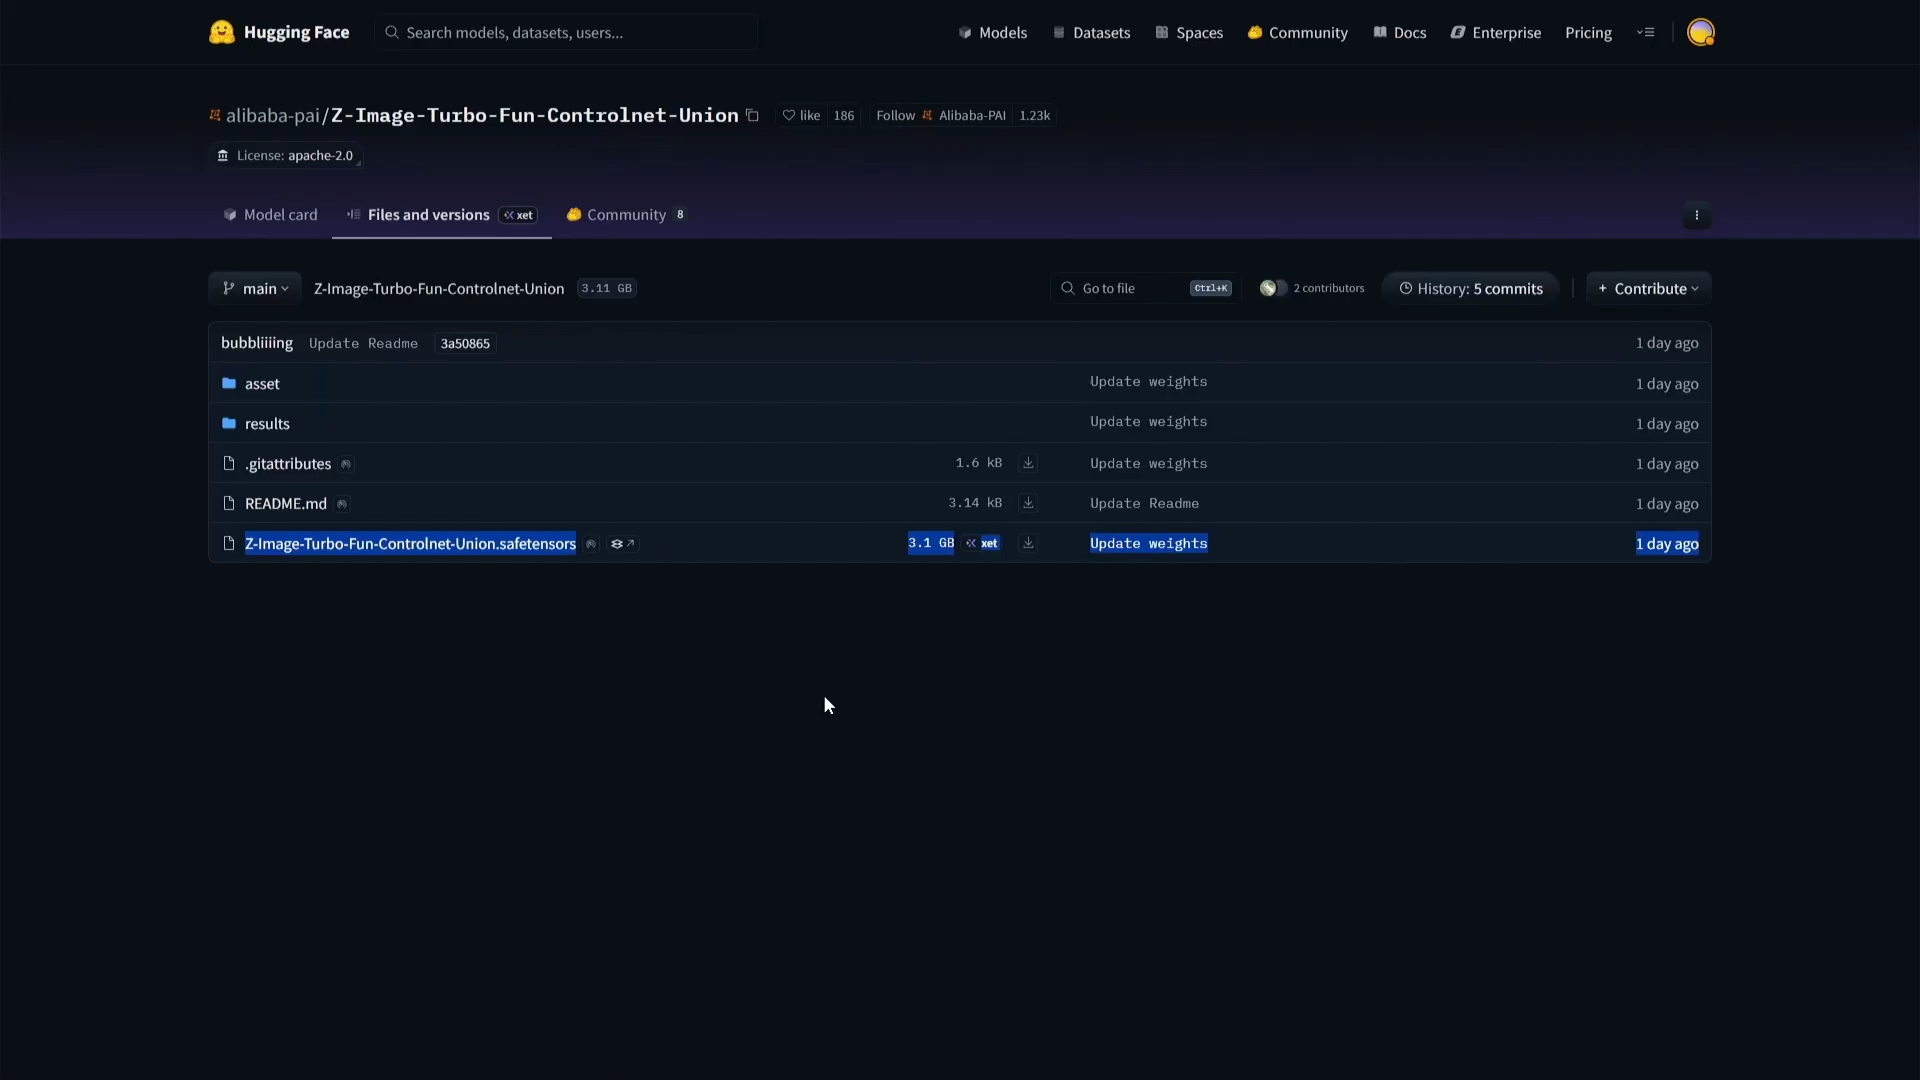 Hugging Face Search models, datasets, users... Models Datasets Spaces Community Docs Enterprise Pricing
alibaba-pai/Z-Image-Turbo-Fun-Controlnet-Union like 186 Follow Alibaba-PAI 1.23k
License: apache-2.0
Model card Files and versions xet Community 8
main Z-Image-Turbo-Fun-Controlnet-Union 3.11 GB Go to file Ctrl+K 2 contributors History: 5 commits + Contribute
bubbliiiing Update Readme 3a50865 1 day ago
asset Update weights 1 day ago
results Update weights 1 day ago
.gitattributes 1.6 kB Update weights 1 day ago
README.md 3.14 kB Update Readme 1 day ago
Z-Image-Turbo-Fun-Controlnet-Union.safetensors 3.1 GB xet Update weights 1 day ago